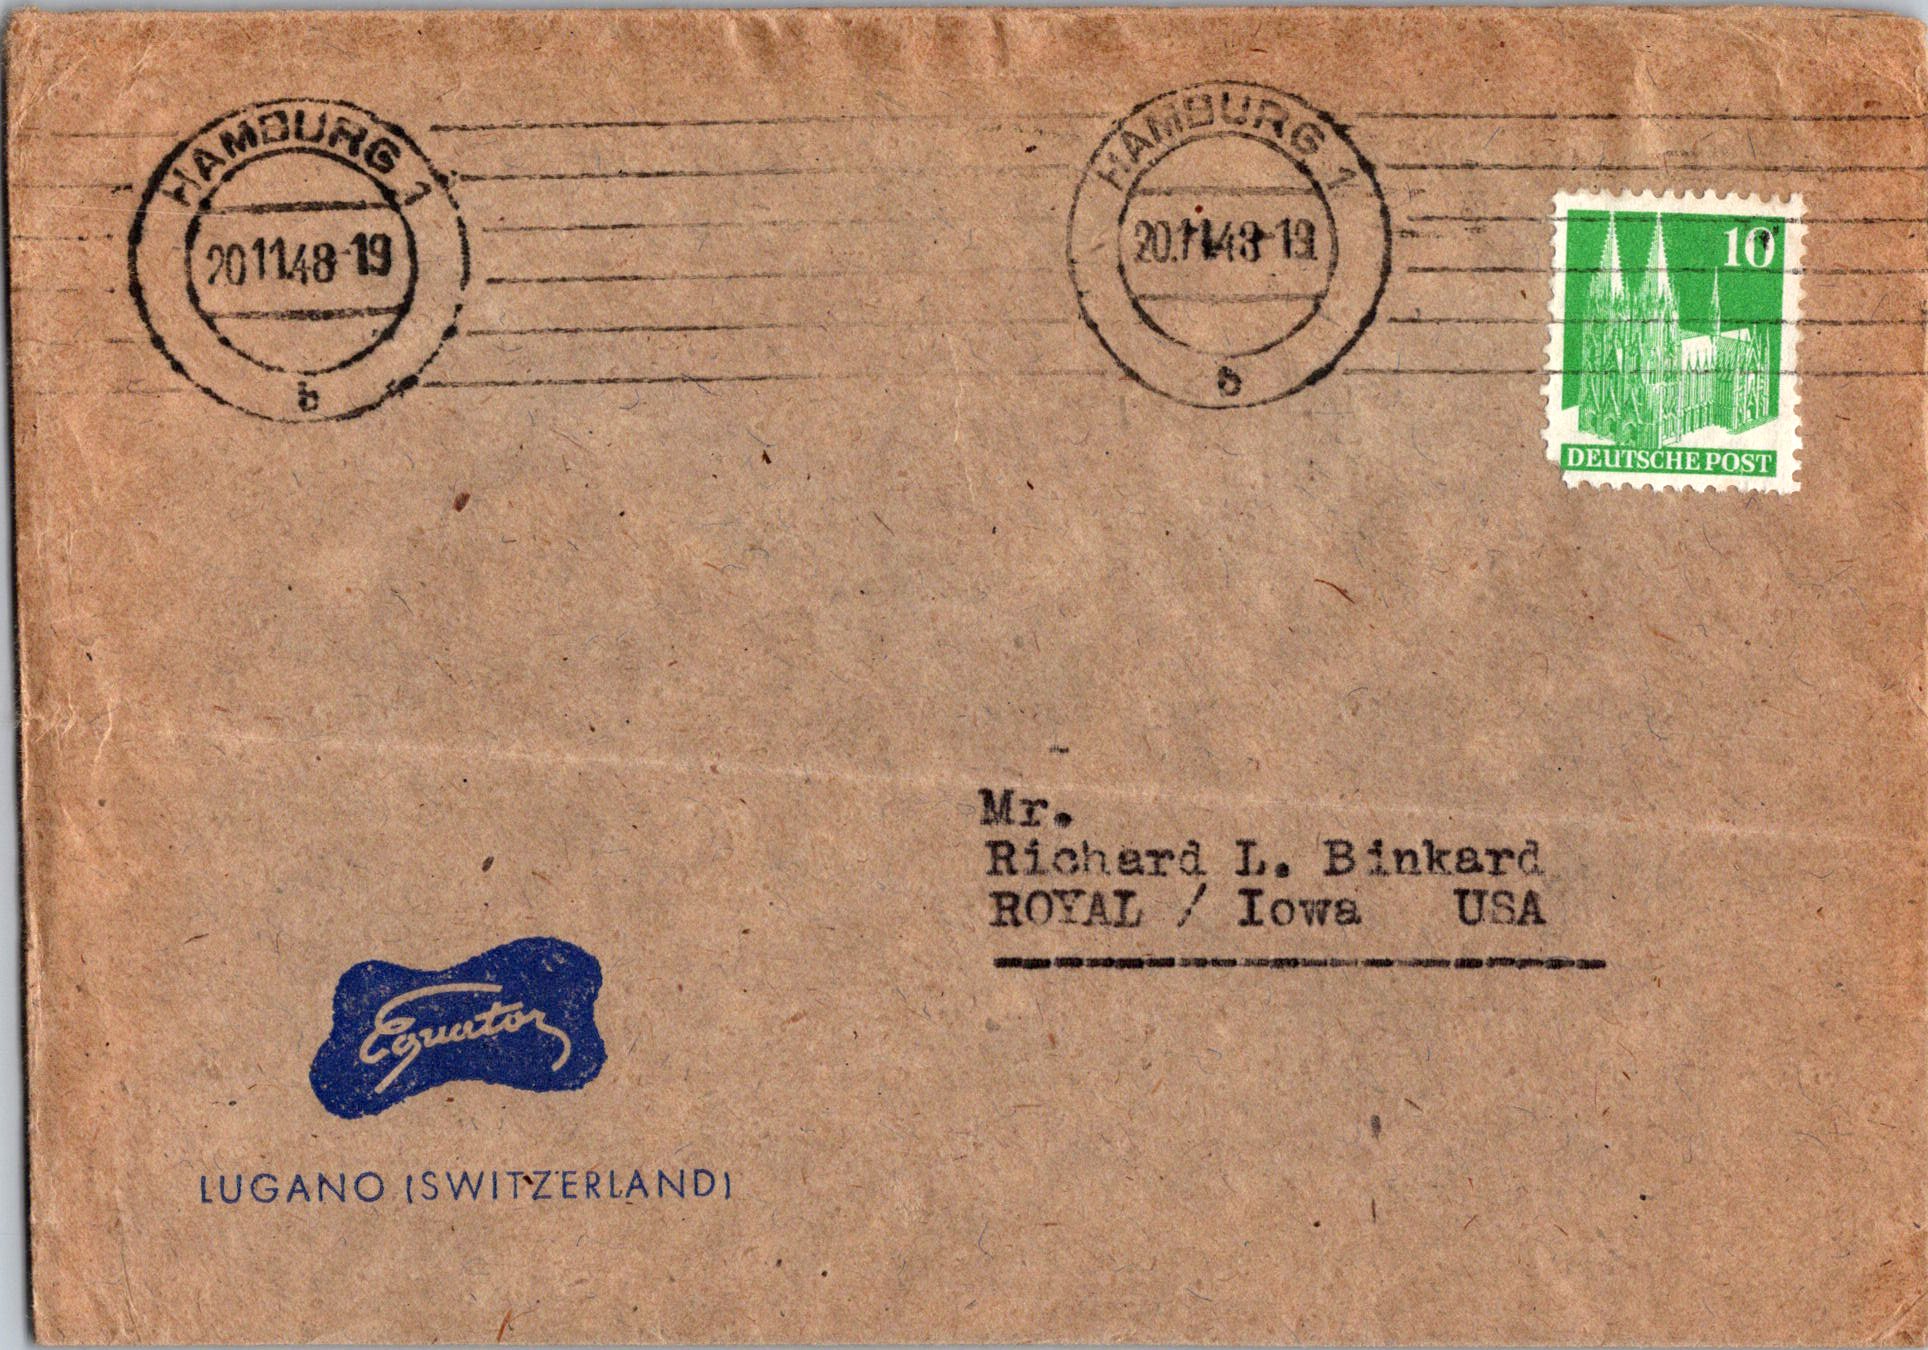 HAMBURG 1
20.11.48-19
b
HAMBURG 1
20.11.48-19
b
10
DEUTSCHE POST
Mr.
Richard L. Binkard
ROYAL / Iowa USA
Equator
LUGANO (SWITZERLAND)